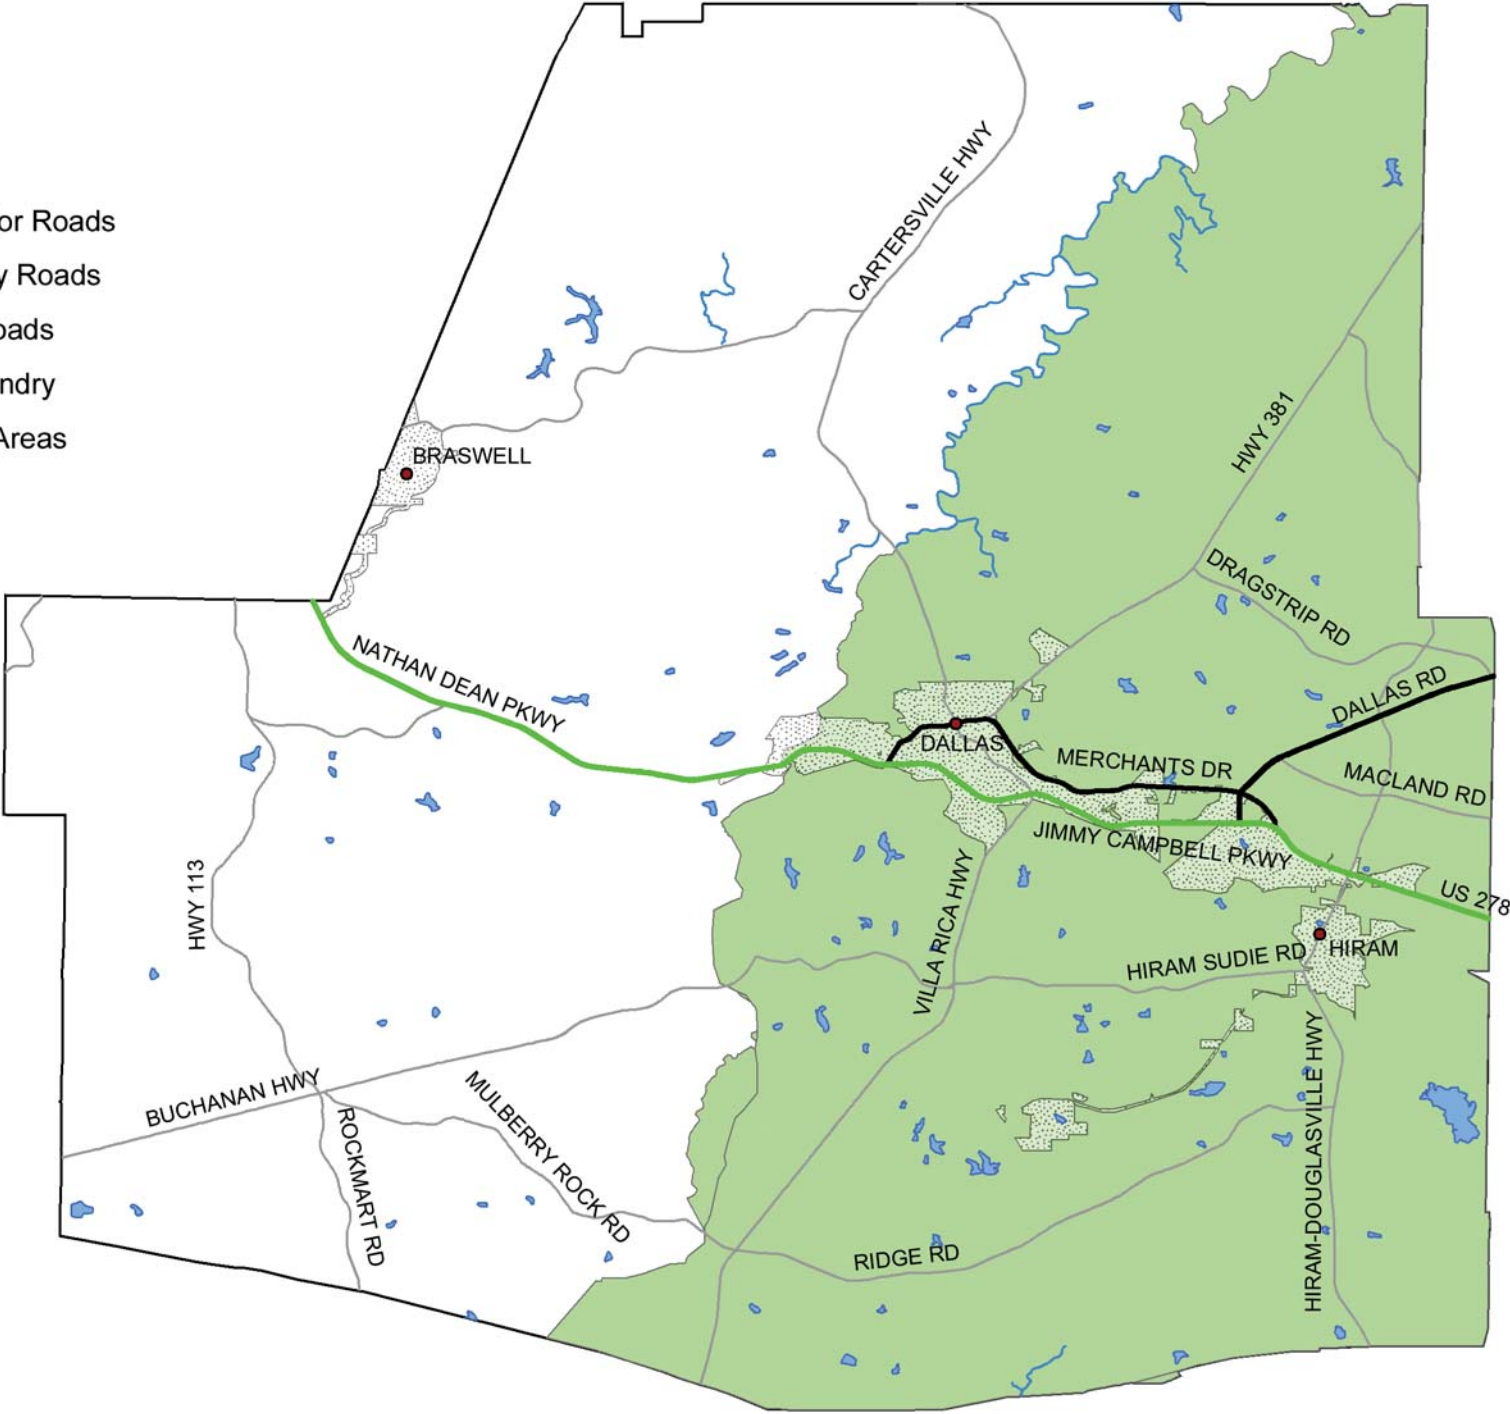 or Roads
y Roads
oads
ndry
Areas
CARTERSVILLE HWY
BRASWELL
HWY 381
DRAGSTRIP RD
NATHAN DEAN PKWY
DALLAS RD
DALLAS
MERCHANTS DR
MACLAND RD
JIMMY CAMPBELL PKWY
US 278
HWY 113
VILLA RICA HWY
HIRAM SUDIE RD
HIRAM
BUCHANAN HWY
MULBERRY ROCK RD
ROCKMART RD
HIRAM-DOUGLASVILLE HWY
RIDGE RD